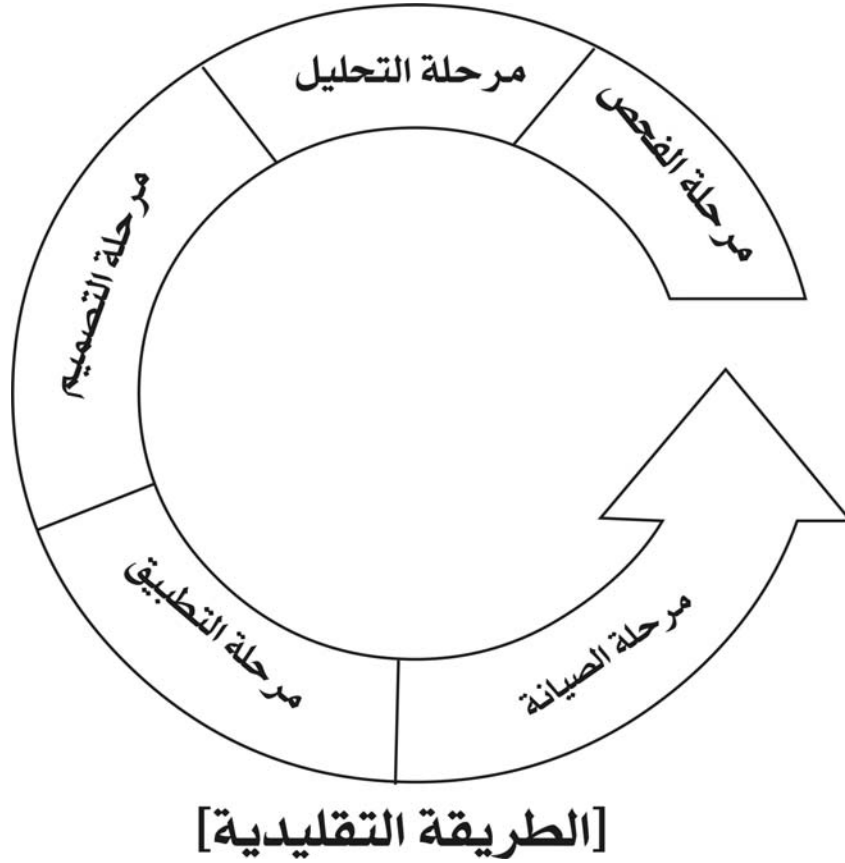 مرحلة الفحص
مرحلة التحليل
مرحلة التصميم
مرحلة التطبيق
مرحلة الصيانة
[الطريقة التقليدية]